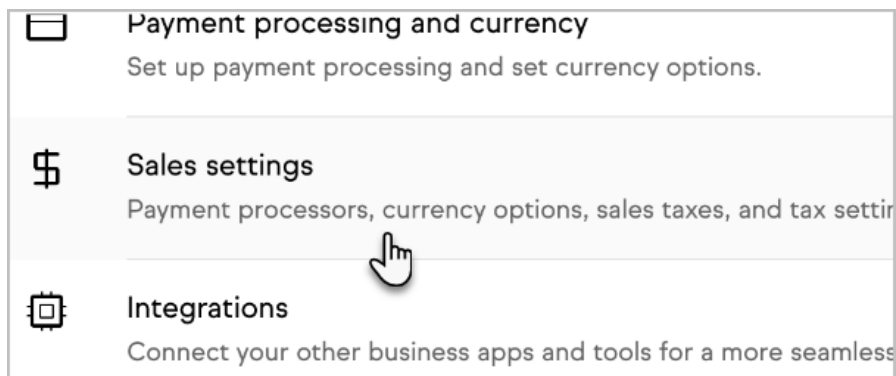 Payment processing and currency
Set up payment processing and set currency options.
Sales settings
Payment processors, currency options, sales taxes, and tax
Integrations
Connect your other business apps and tools for a more seamless